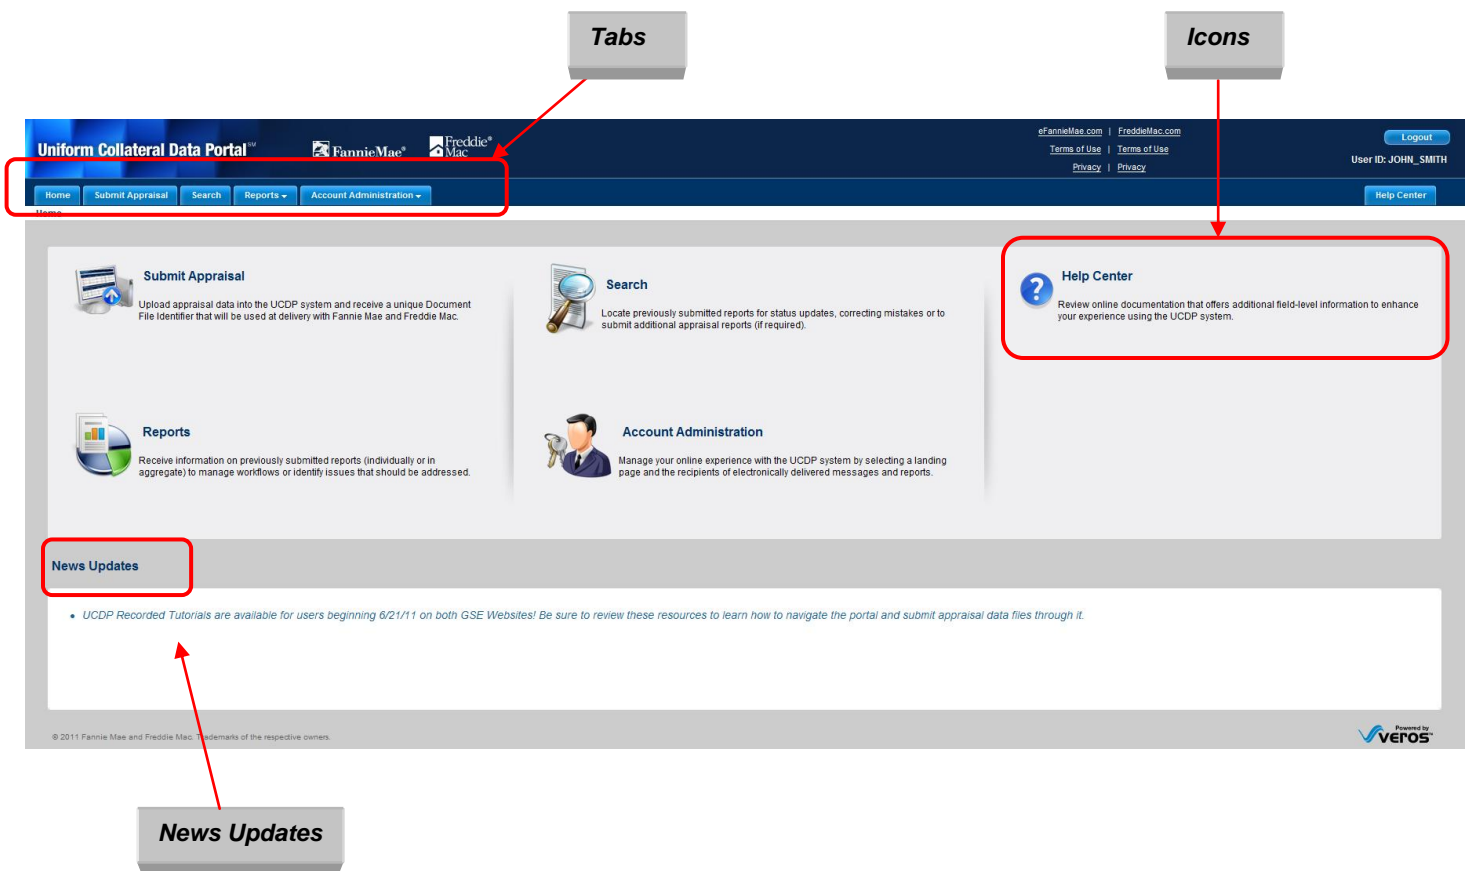 Tabs
Icons
Uniform Collateral Data Portal℠
FannieMae®
Freddie®
Mac
eFannieMae.com | FreddieMac.com
Terms of Use | Terms of Use
Privacy | Privacy
Logout
User ID: JOHN_SMITH
Home Submit Appraisal Search Reports Account Administration
Help Center
Home
Submit Appraisal
Upload appraisal data into the UCDP system and receive a unique Document
File Identifier that will be used at delivery with Fannie Mae and Freddie Mac.
Search
Locate previously submitted reports for status updates, correcting mistakes or to
submit additional appraisal reports (if required).
Help Center
Review online documentation that offers additional field-level information to enhance
your experience using the UCDP system.
Reports
Receive information on previously submitted reports (individually or in
aggregate) to manage workflows or identify issues that should be addressed.
Account Administration
Manage your online experience with the UCDP system by selecting a landing
page and the recipients of electronically delivered messages and reports.
News Updates
• UCDP Recorded Tutorials are available for users beginning 6/21/11 on both GSE Websites! Be sure to review these resources to learn how to navigate the portal and submit appraisal data files through it.
© 2011 Fannie Mae and Freddie Mac. Trademarks of the respective owners.
Powered by
veros™
News Updates